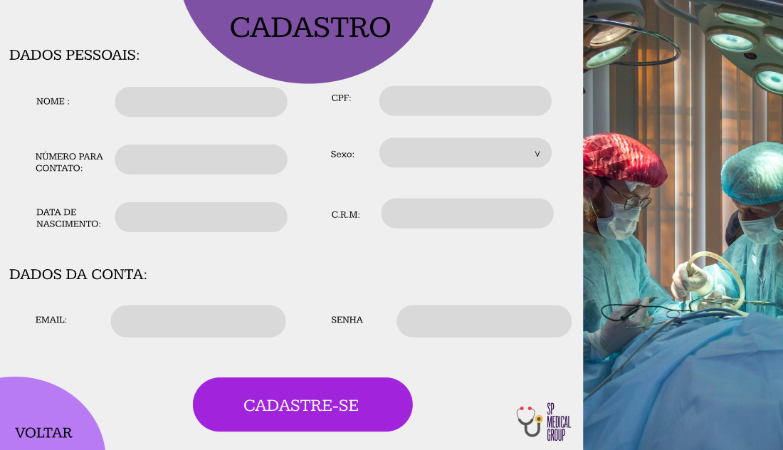 CADASTRO
DADOS PESSOAIS:
NOME :
CPF:
NÚMERO PARA
CONTATO:
Sexo:
v
DATA DE
NASCIMENTO:
C.R.M:
DADOS DA CONTA:
EMAIL:
SENHA
CADASTRE-SE
VOLTAR
SP
MEDICAL
GROUP